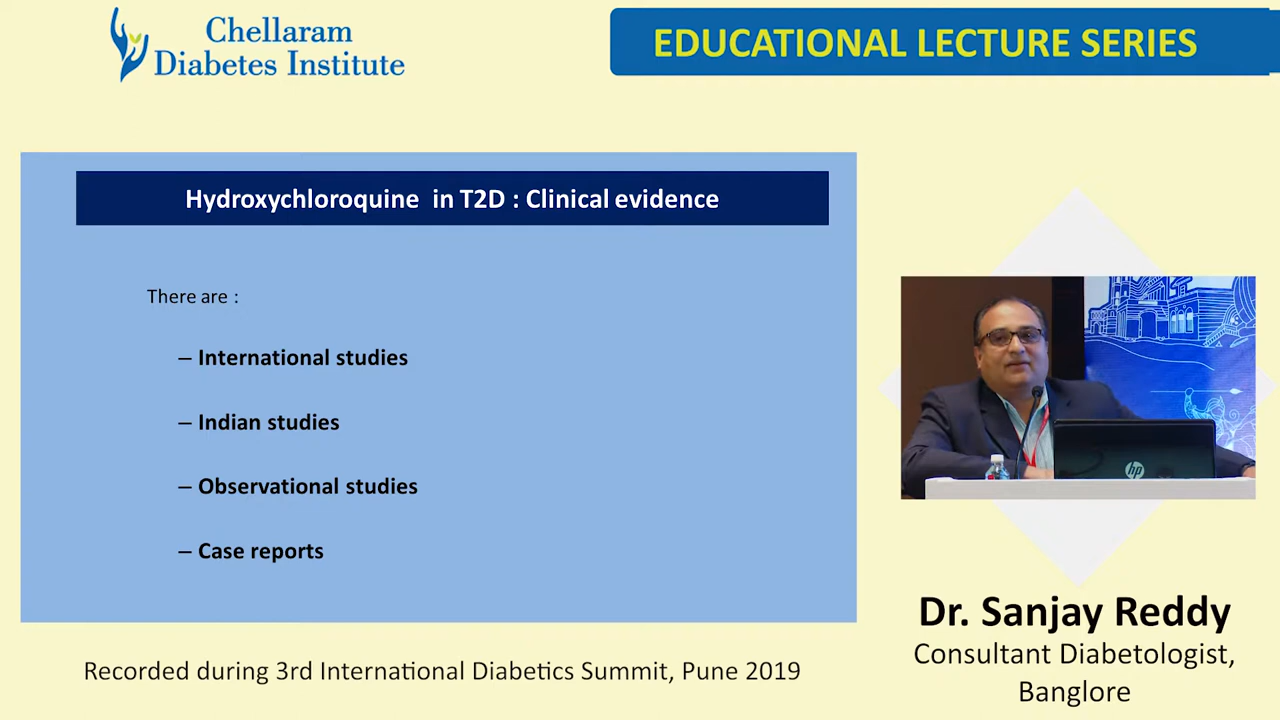 Chellaram
Diabetes Institute
EDUCATIONAL LECTURE SERIES
Hydroxychloroquine in T2D : Clinical evidence
There are :
– International studies
– Indian studies
– Observational studies
– Case reports
hp
Dr. Sanjay Reddy
Consultant Diabetologist,
Banglore
Recorded during 3rd International Diabetics Summit, Pune 2019